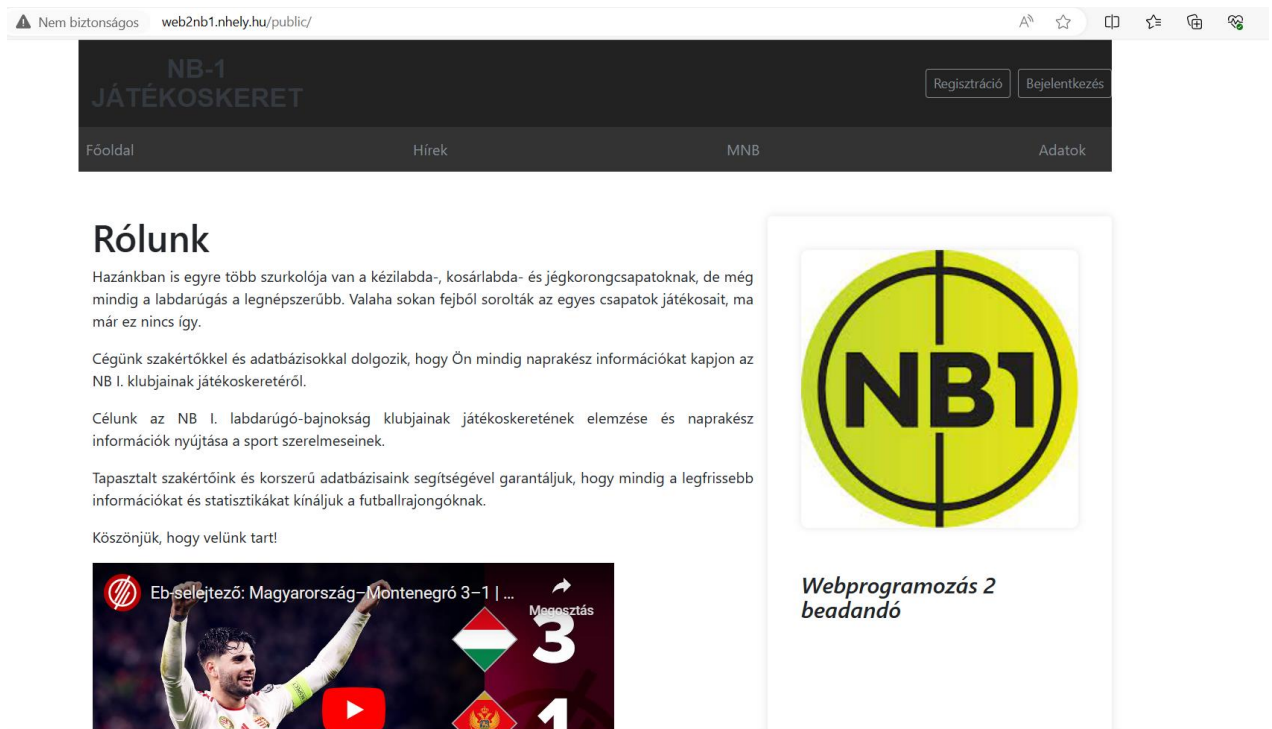 Nem biztonságos web2nb1.nhely.hu/public/
NB-1
JÁTÉKOSKERET
Regisztráció Bejelentkezés
Főoldal Hírek MNB Adatok
Rólunk
Hazánkban is egyre több szurkolója van a kézilabda-, kosárlabda- és jégkorongcsapatoknak, de még
mindig a labdarúgás a legnépszerűbb. Valaha sokan fejből sorolták az egyes csapatok játékosait, ma
már ez nincs így.
Cégünk szakértőkkel és adatbázisokkal dolgozik, hogy Ön mindig naprakész információkat kapjon az
NB I. klubjainak játékoskeretéről.
Célunk az NB I. labdarúgó-bajnokság klubjainak játékoskeretének elemzése és naprakész
információk nyújtása a sport szerelmeseinek.
Tapasztalt szakértőink és korszerű adatbázisaink segítségével garantáljuk, hogy mindig a legfrissebb
információkat és statisztikákat kínáljuk a futballrajongóknak.
Köszönjük, hogy velünk tart!
Eb-selejtező: Magyarország–Montenegró 3–1 | ...
Megosztás
3
1
NB1
Webprogramozás 2
beadandó